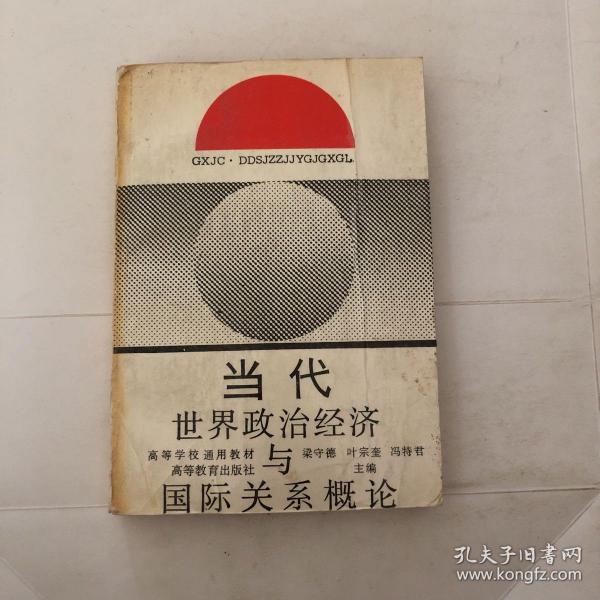 GXJC · DDSJZZJJYGJGXGL.
当代
世界政治经济
高等学校通用教材
高等教育出版社
与
梁守德 叶宗奎 冯特君
主编
国际关系概论
孔夫子旧书网
www.kongfz.com